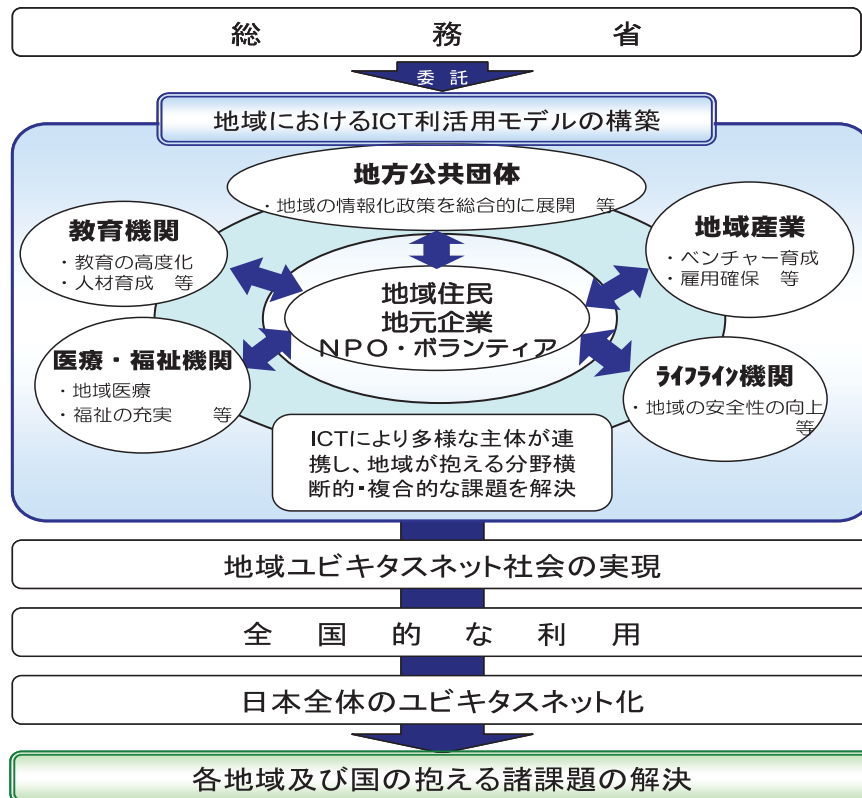 総務省
委託
地域におけるICT利活用モデルの構築
地方公共団体
・地域の情報化政策を総合的に展開 等
教育機関
・教育の高度化
・人材育成 等
地域産業
・ベンチャー育成
・雇用確保 等
地域住民
地元企業
ＮＰＯ・ボランティア
医療・福祉機関
・地域医療
・福祉の充実 等
ﾗｲﾌﾗｲﾝ機関
・地域の安全性の向上
等
ICTにより多様な主体が連
携し、地域が抱える分野横
断的・複合的な課題を解決
地域ユビキタスネット社会の実現
全国的な利用
日本全体のユビキタスネット化
各地域及び国の抱える諸課題の解決